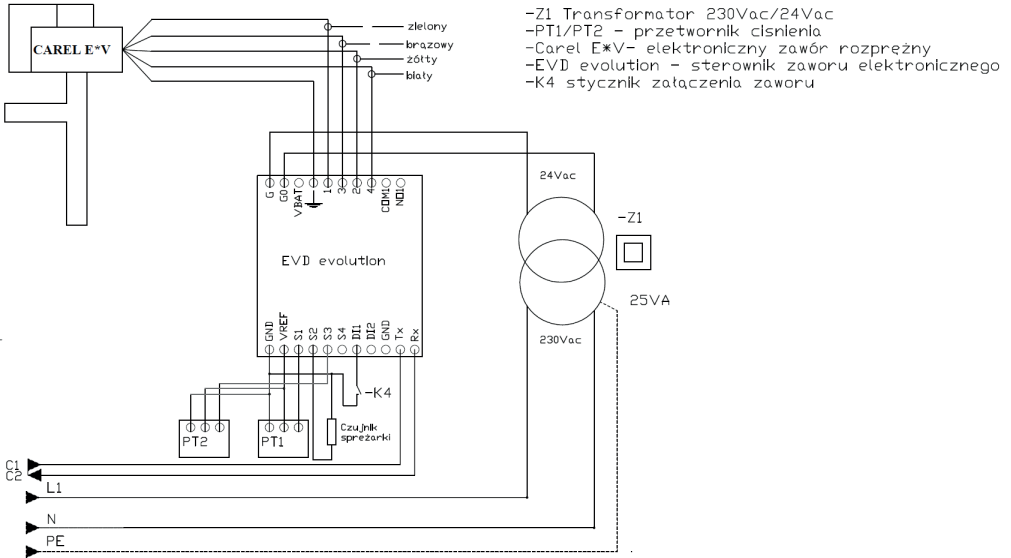 CAREL E*V
zielony
brązowy
żółty
biały
-Z1 Transformator 230Vac/24Vac
-PT1/PT2 - przetwornik cisnienia
-Carel E*V- elektroniczny zawór rozprężny
-EVD evolution - sterownik zaworu elektronicznego
-K4 stycznik załączenia zaworu
G
G0
VBAT
1
3
2
4
COM1
NO1
24Vac
-Z1
EVD evolution
25VA
230Vac
GND
VREF
S1
S2
S3
S4
DI1
DI2
GND
Tx
Rx
-K4
Czujnik
sprężarki
PT2
PT1
C1
C2
L1
N
PE